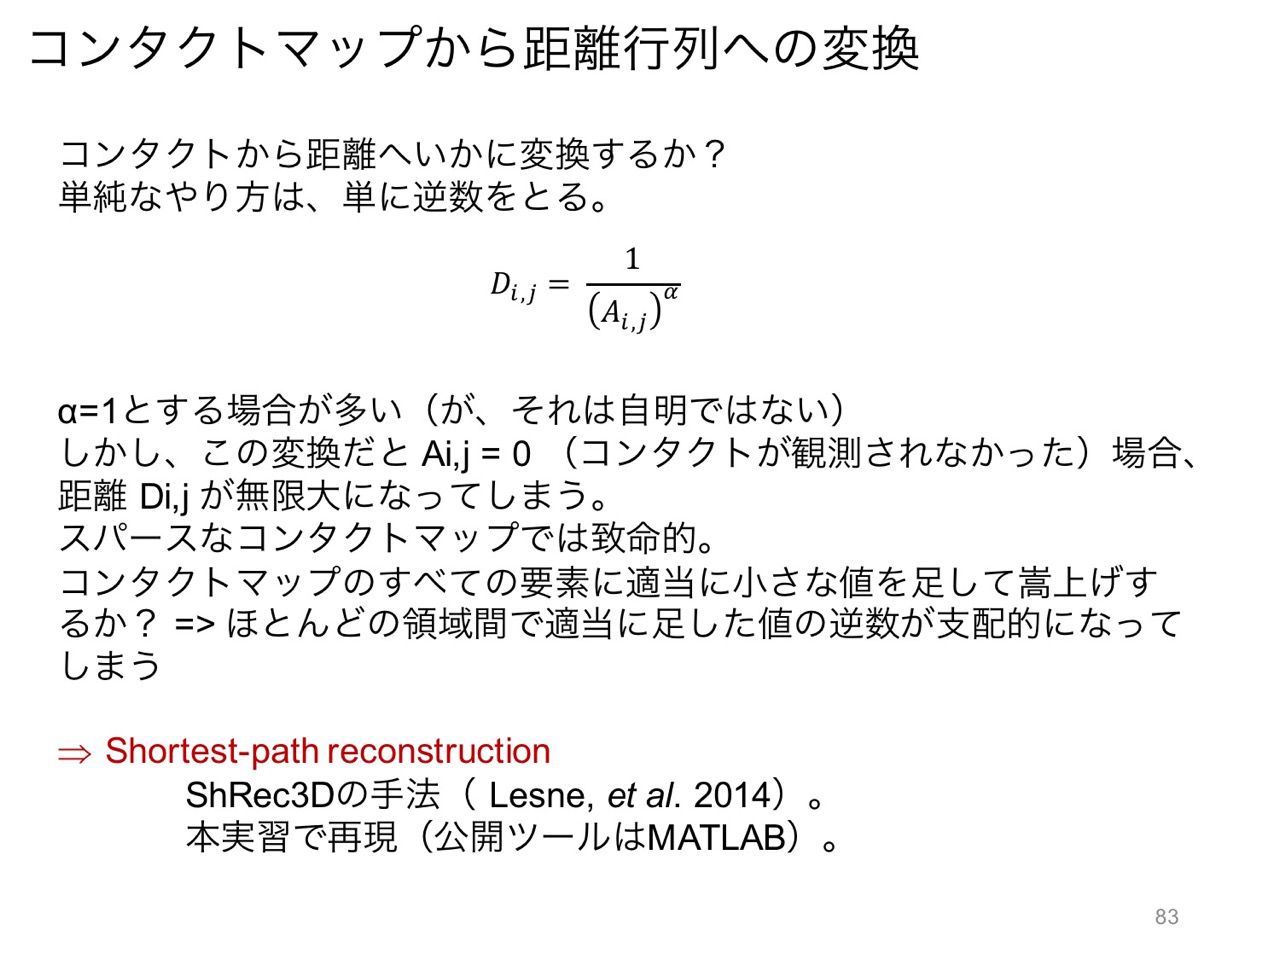 コンタクトマップから距離行列への変換
コンタクトから距離へいかに変換するか？
単純なやり方は、単に逆数をとる。
D_{i,j} = 1 / (A_{i,j})^α
α=1とする場合が多い（が、それは自明ではない）
しかし、この変換だと Ai,j = 0 （コンタクトが観測されなかった）場合、
距離 Di,j が無限大になってしまう。
スパースなコンタクトマップでは致命的。
コンタクトマップのすべての要素に適当に小さな値を足して嵩上げす
るか？ => ほとんどの領域間で適当に足した値の逆数が支配的になって
しまう
⇒ Shortest-path reconstruction
ShRec3Dの手法（ Lesne, et al. 2014）。
本実習で再現（公開ツールはMATLAB）。
83